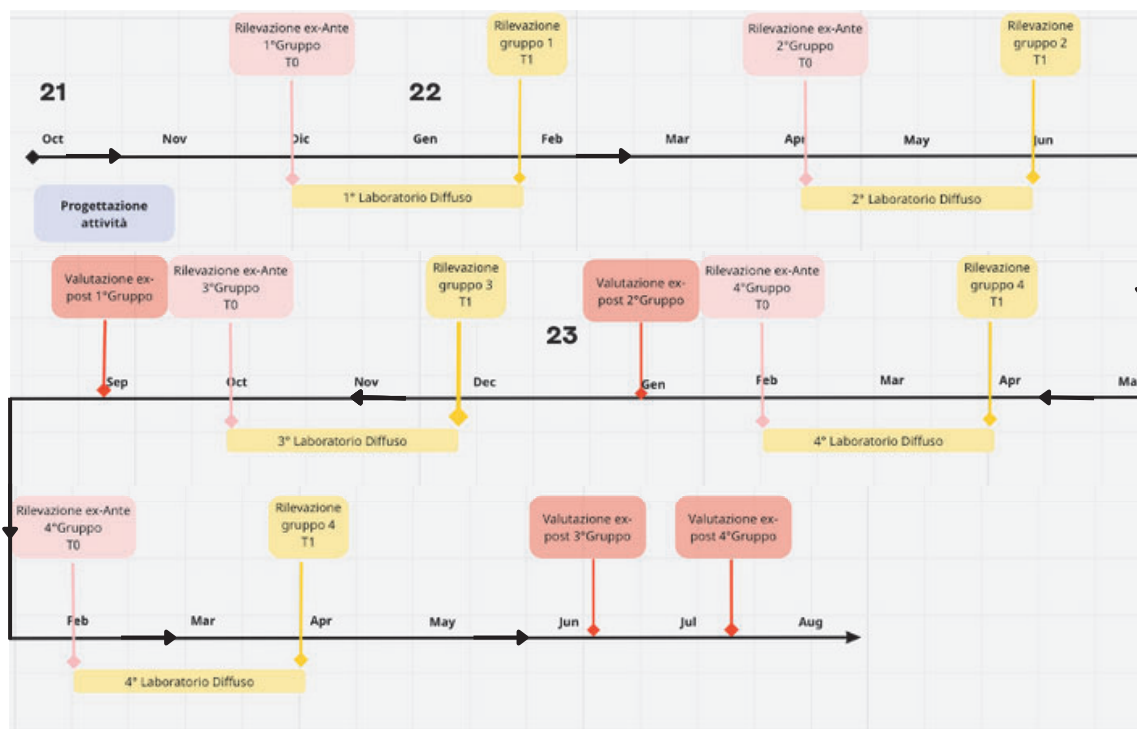 Rilevazione ex-Ante
1°Gruppo
T0
Rilevazione
gruppo 1
T1
Rilevazione ex-Ante
2°Gruppo
T0
Rilevazione
gruppo 2
T1
21
22
Oct
Nov
Dic
Gen
Feb
Mar
Apr
May
Jun
1° Laboratorio Diffuso
2° Laboratorio Diffuso
Progettazione
attività
Valutazione ex-
post 1°Gruppo
Rilevazione ex-Ante
3°Gruppo
T0
Rilevazione
gruppo 3
T1
Valutazione ex-
post 2°Gruppo
Rilevazione ex-Ante
4°Gruppo
T0
Rilevazione
gruppo 4
T1
23
Sep
Oct
Nov
Dec
Gen
Feb
Mar
Apr
Ma
3° Laboratorio Diffuso
4° Laboratorio Diffuso
Rilevazione ex-Ante
4°Gruppo
T0
Rilevazione
gruppo 4
T1
Valutazione ex-
post 3°Gruppo
Valutazione ex-
post 4°Gruppo
Feb
Mar
Apr
May
Jun
Jul
Aug
4° Laboratorio Diffuso